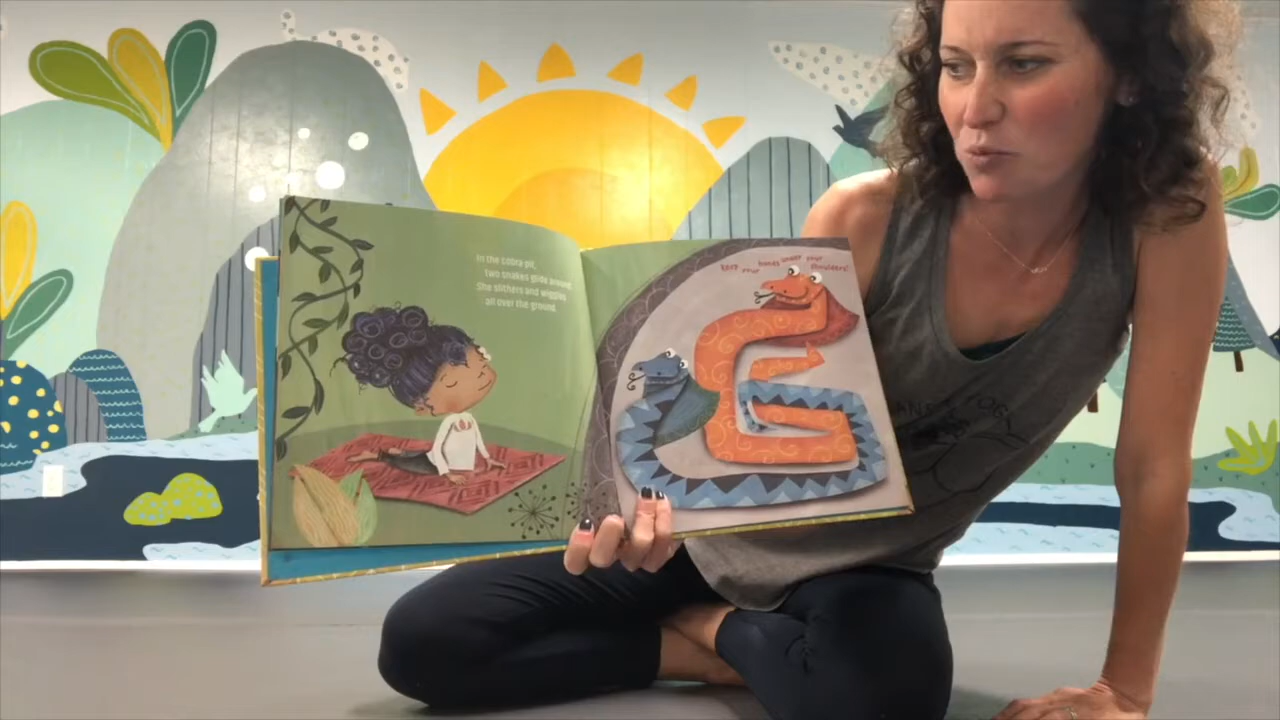 In the cobra pit,
two snakes glide around.
She slithers and wiggles
all over the ground.
keep your hands under your shoulders!